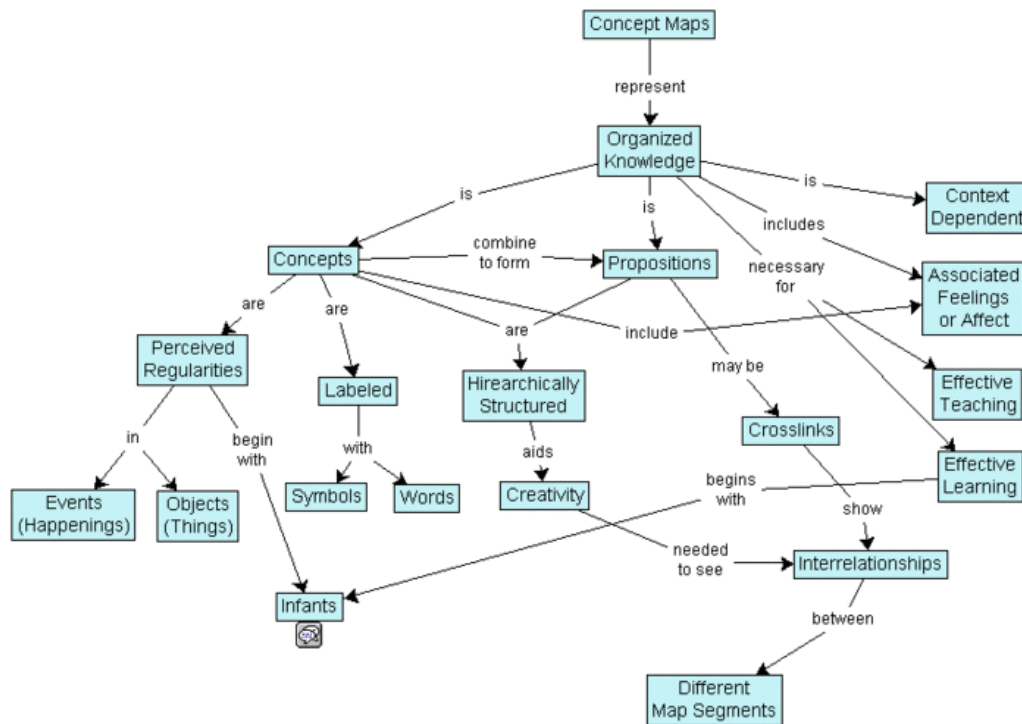 Concept Maps
represent
Organized
Knowledge
is
is
is
Context
Dependent
includes
Concepts
combine
to form
Propositions
necessary
for
Associated
Feelings
or Affect
are
are
are
include
Perceived
Regularities
Labeled
Hirearchically
Structured
may be
Effective
Teaching
Crosslinks
in
begin
with
with
aids
Effective
Learning
Events
(Happenings)
Objects
(Things)
Symbols
Words
Creativity
begins
with
show
needed
to see
Interrelationships
Infants
between
Different
Map Segments